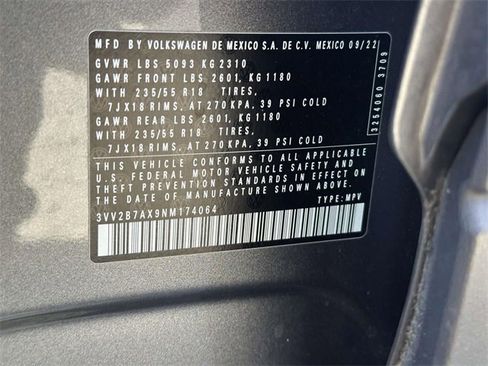 MFD BY VOLKSWAGEN DE MEXICO S.A. DE C.V. MEXICO 09/22
GVWR LBS 5093 KG 2310
GAWR FRONT LBS 2601, KG 1180
WITH 235/55 R18 TIRES,
7JX18 RIMS, AT 270 KPA, 39 PSI COLD
GAWR REAR LBS 2601, KG 1180
WITH 235/55 R18 TIRES,
7JX18 RIMS, AT 270 KPA, 39 PSI COLD
THIS VEHICLE CONFORMS TO ALL APPLICABLE
U.S. FEDERAL MOTOR VEHICLE SAFETY AND
THEFT PREVENTION STANDARDS IN EFFECT ON
THE DATE OF MANUFACTURE SHOWN ABOVE.
3VV2B7AX9NM174064
TYPE: MPV
3254060 3709